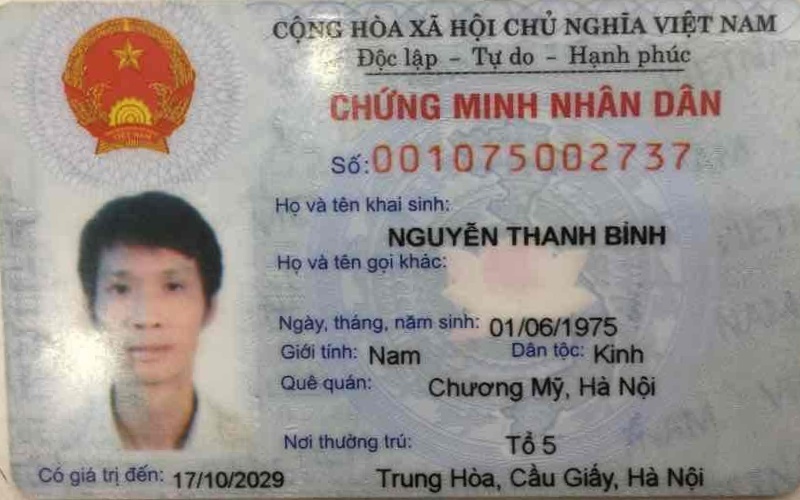 CỘNG HÒA XÃ HỘI CHỦ NGHĨA VIỆT NAM
Độc lập - Tự do - Hạnh phúc
CHỨNG MINH NHÂN DÂN
Số: 001075002737
Họ và tên khai sinh:
NGUYỄN THANH BÌNH
Họ và tên gọi khác:
Ngày, tháng, năm sinh: 01/06/1975
Giới tính: Nam Dân tộc: Kinh
Quê quán: Chương Mỹ, Hà Nội
Nơi thường trú: Tổ 5
Trung Hòa, Cầu Giấy, Hà Nội
Có giá trị đến: 17/10/2029
VIỆT NAM